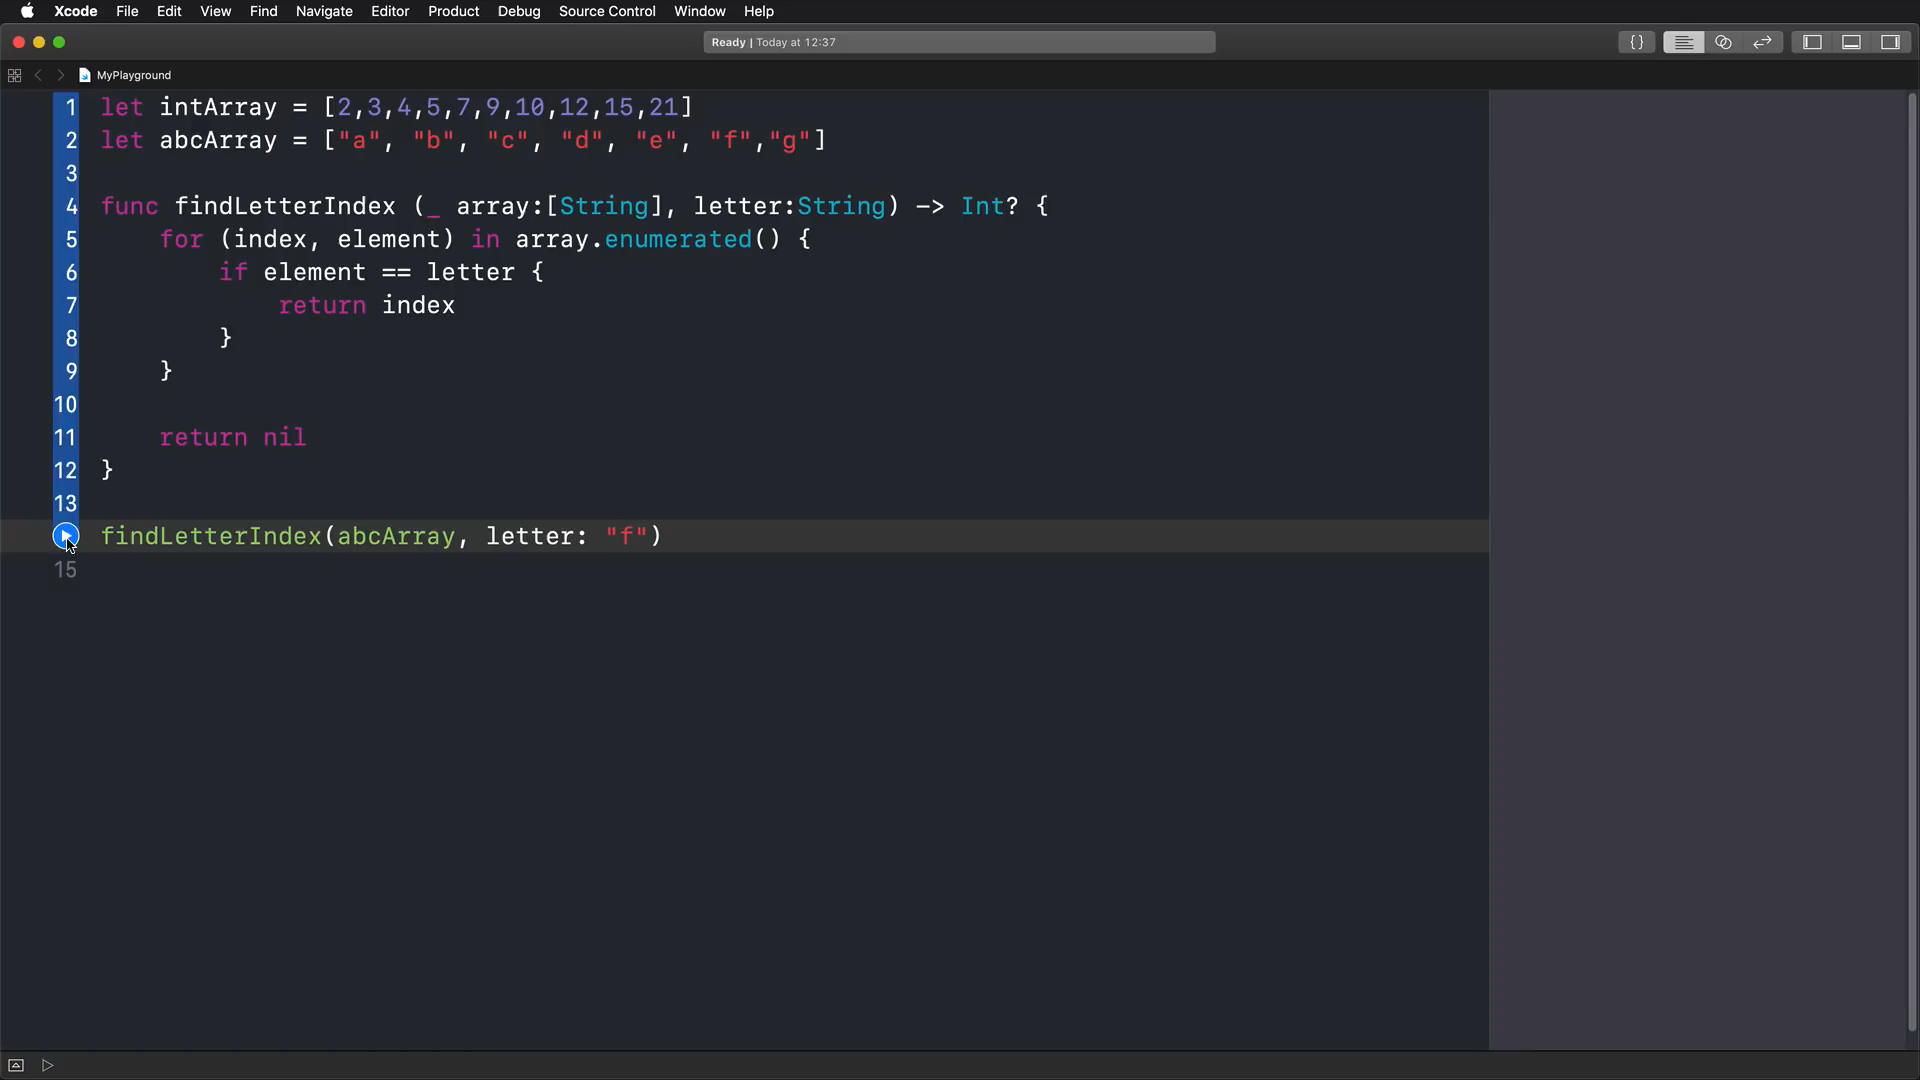 Xcode File Edit View Find Navigate Editor Product Debug Source Control Window Help
Ready | Today at 12:37
{}
MyPlayground
1 let intArray = [2,3,4,5,7,9,10,12,15,21]
2 let abcArray = ["a", "b", "c", "d", "e", "f","g"]
3
4 func findLetterIndex (_ array:[String], letter:String) -> Int? {
5 for (index, element) in array.enumerated() {
6 if element == letter {
7 return index
8 }
9 }
10
11 return nil
12 }
13
findLetterIndex(abcArray, letter: "f")
15